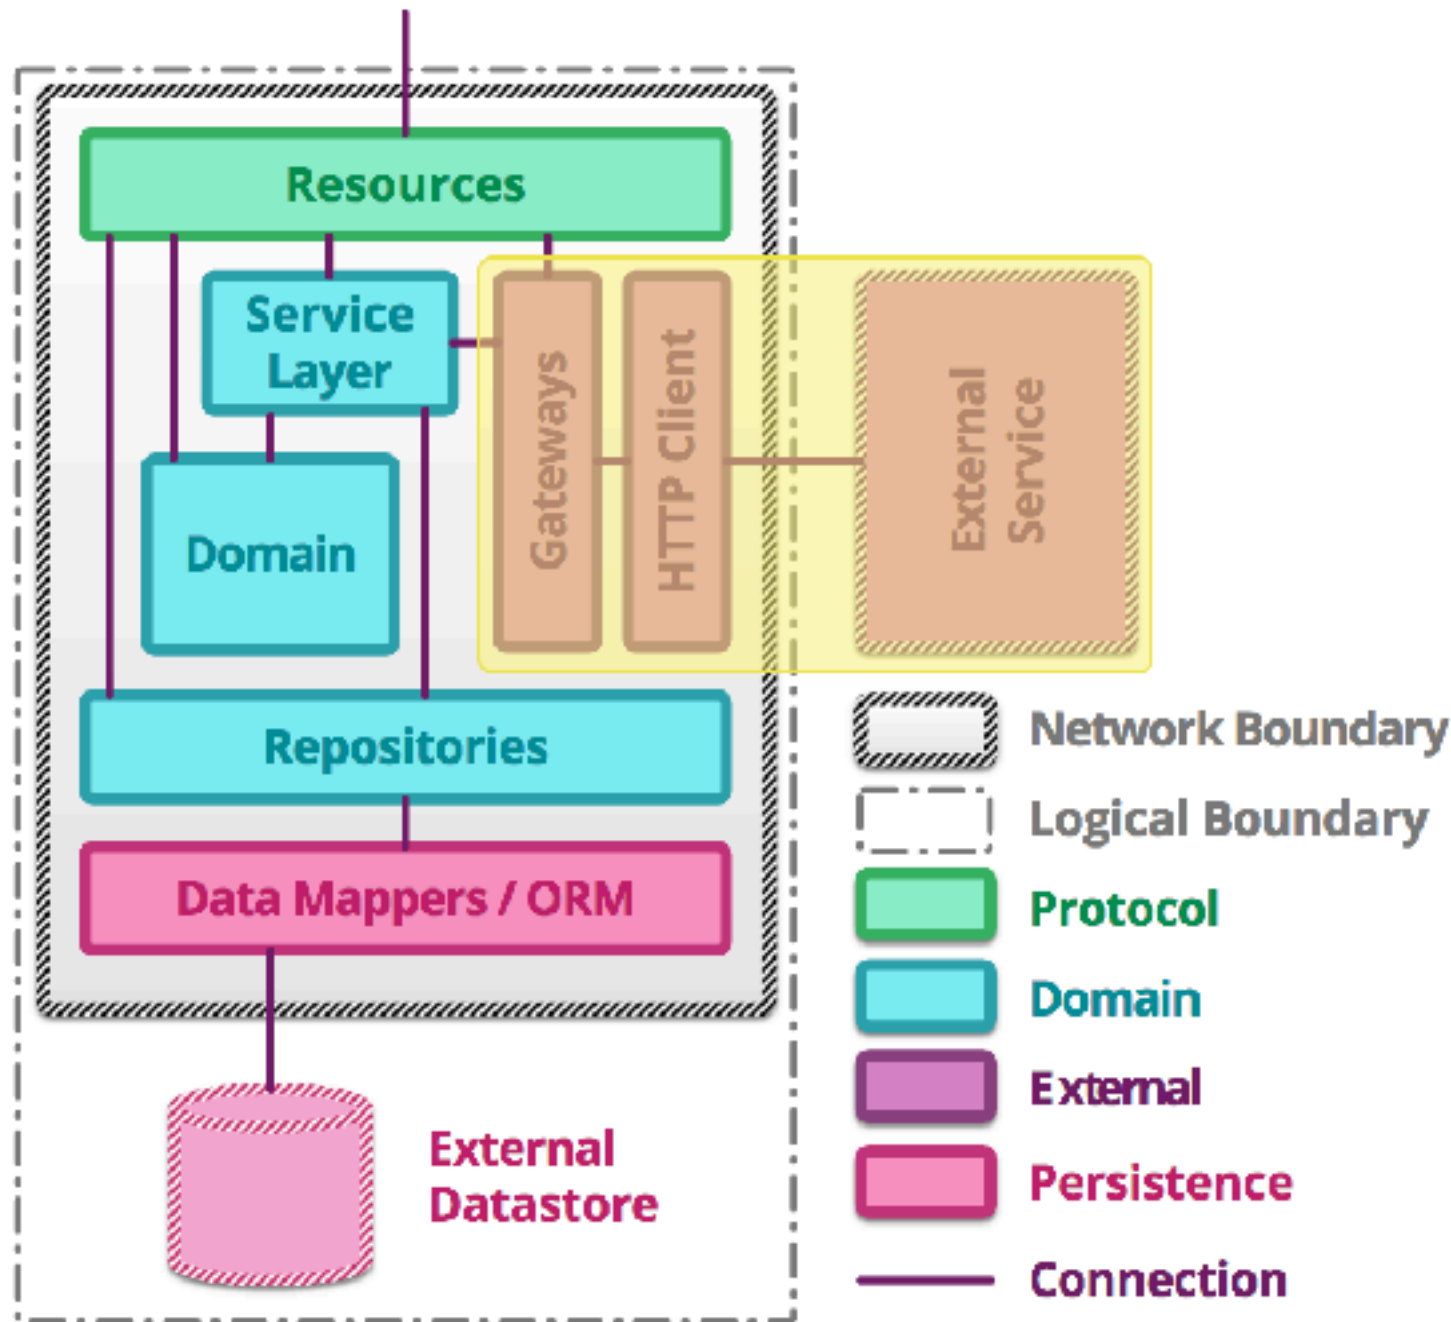 Resources
Service
Layer
Gateways
HTTP Client
External
Service
Domain
Repositories
Data Mappers / ORM
External
Datastore
Network Boundary
Logical Boundary
Protocol
Domain
External
Persistence
Connection